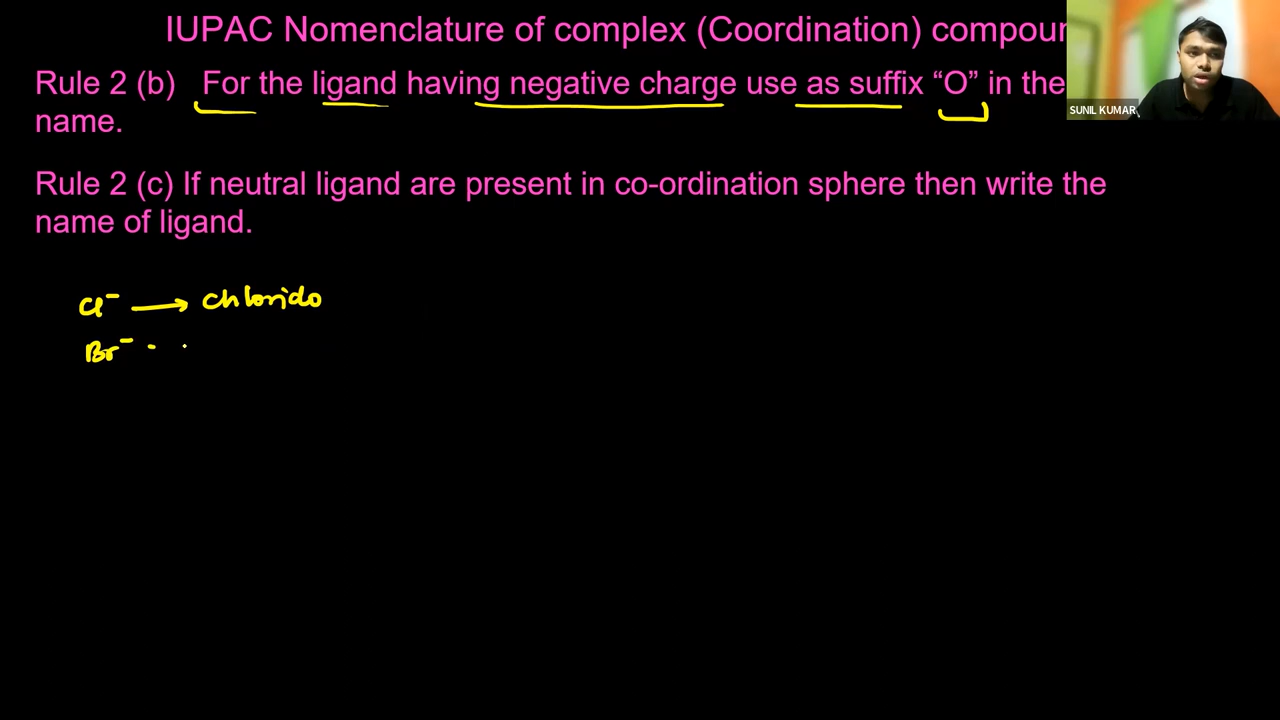 IUPAC Nomenclature of complex (Coordination) compoun
Rule 2 (b) For the ligand having negative charge use as suffix “O” in the
name.
SUNIL KUMAR
Rule 2 (c) If neutral ligand are present in co-ordination sphere then write the
name of ligand.
Cl⁻ → chlorido
Br⁻